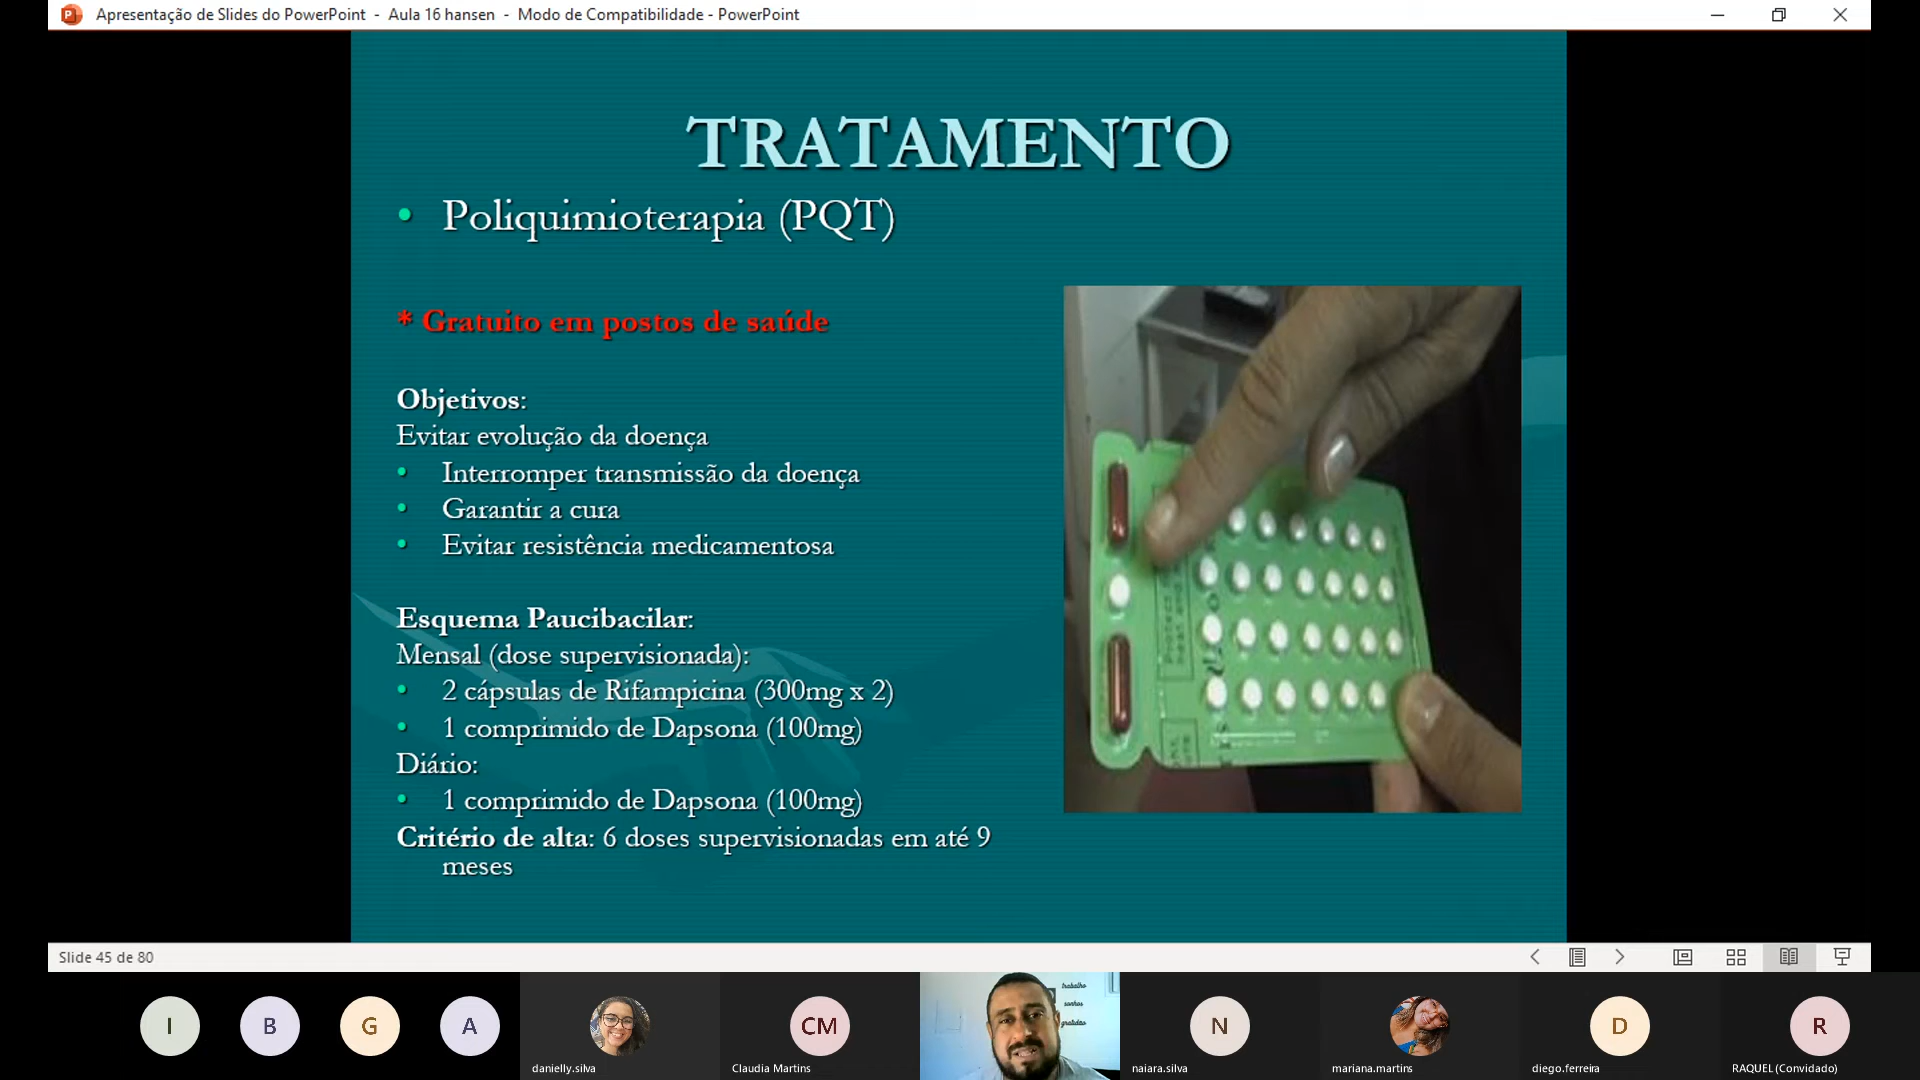 Apresentação de Slides do PowerPoint - Aula 16 hansen - Modo de Compatibilidade - PowerPoint
TRATAMENTO
• Poliquimioterapia (PQT)
* Gratuito em postos de saúde
Objetivos:
Evitar evolução da doença
• Interromper transmissão da doença
• Garantir a cura
• Evitar resistência medicamentosa
Esquema Paucibacilar:
Mensal (dose supervisionada):
• 2 cápsulas de Rifampicina (300mg x 2)
• 1 comprimido de Dapsona (100mg)
Diário:
• 1 comprimido de Dapsona (100mg)
Critério de alta: 6 doses supervisionadas em até 9
meses
Slide 45 de 80
I
B
G
A
CM
trabalho
sonhos
gratidão
N
D
R
danielly.silva
Claudia Martins
naiara.silva
mariana.martins
diego.ferreira
RAQUEL (Convidado)